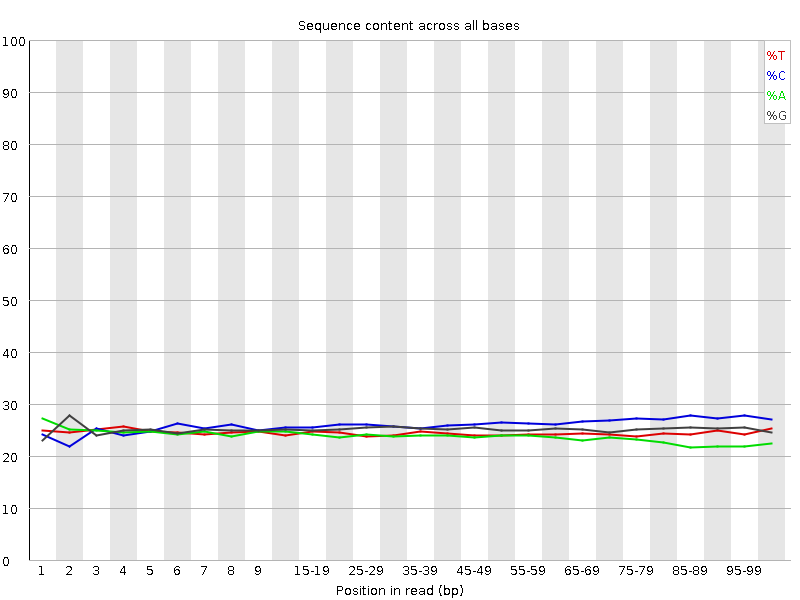 Sequence content across all bases
100
90
80
70
60
50
40
30
20
10
0
%T
%C
%A
%G
1 2 3 4 5 6 7 8 9 15-19 25-29 35-39 45-49 55-59 65-69 75-79 85-89 95-99
Position in read (bp)